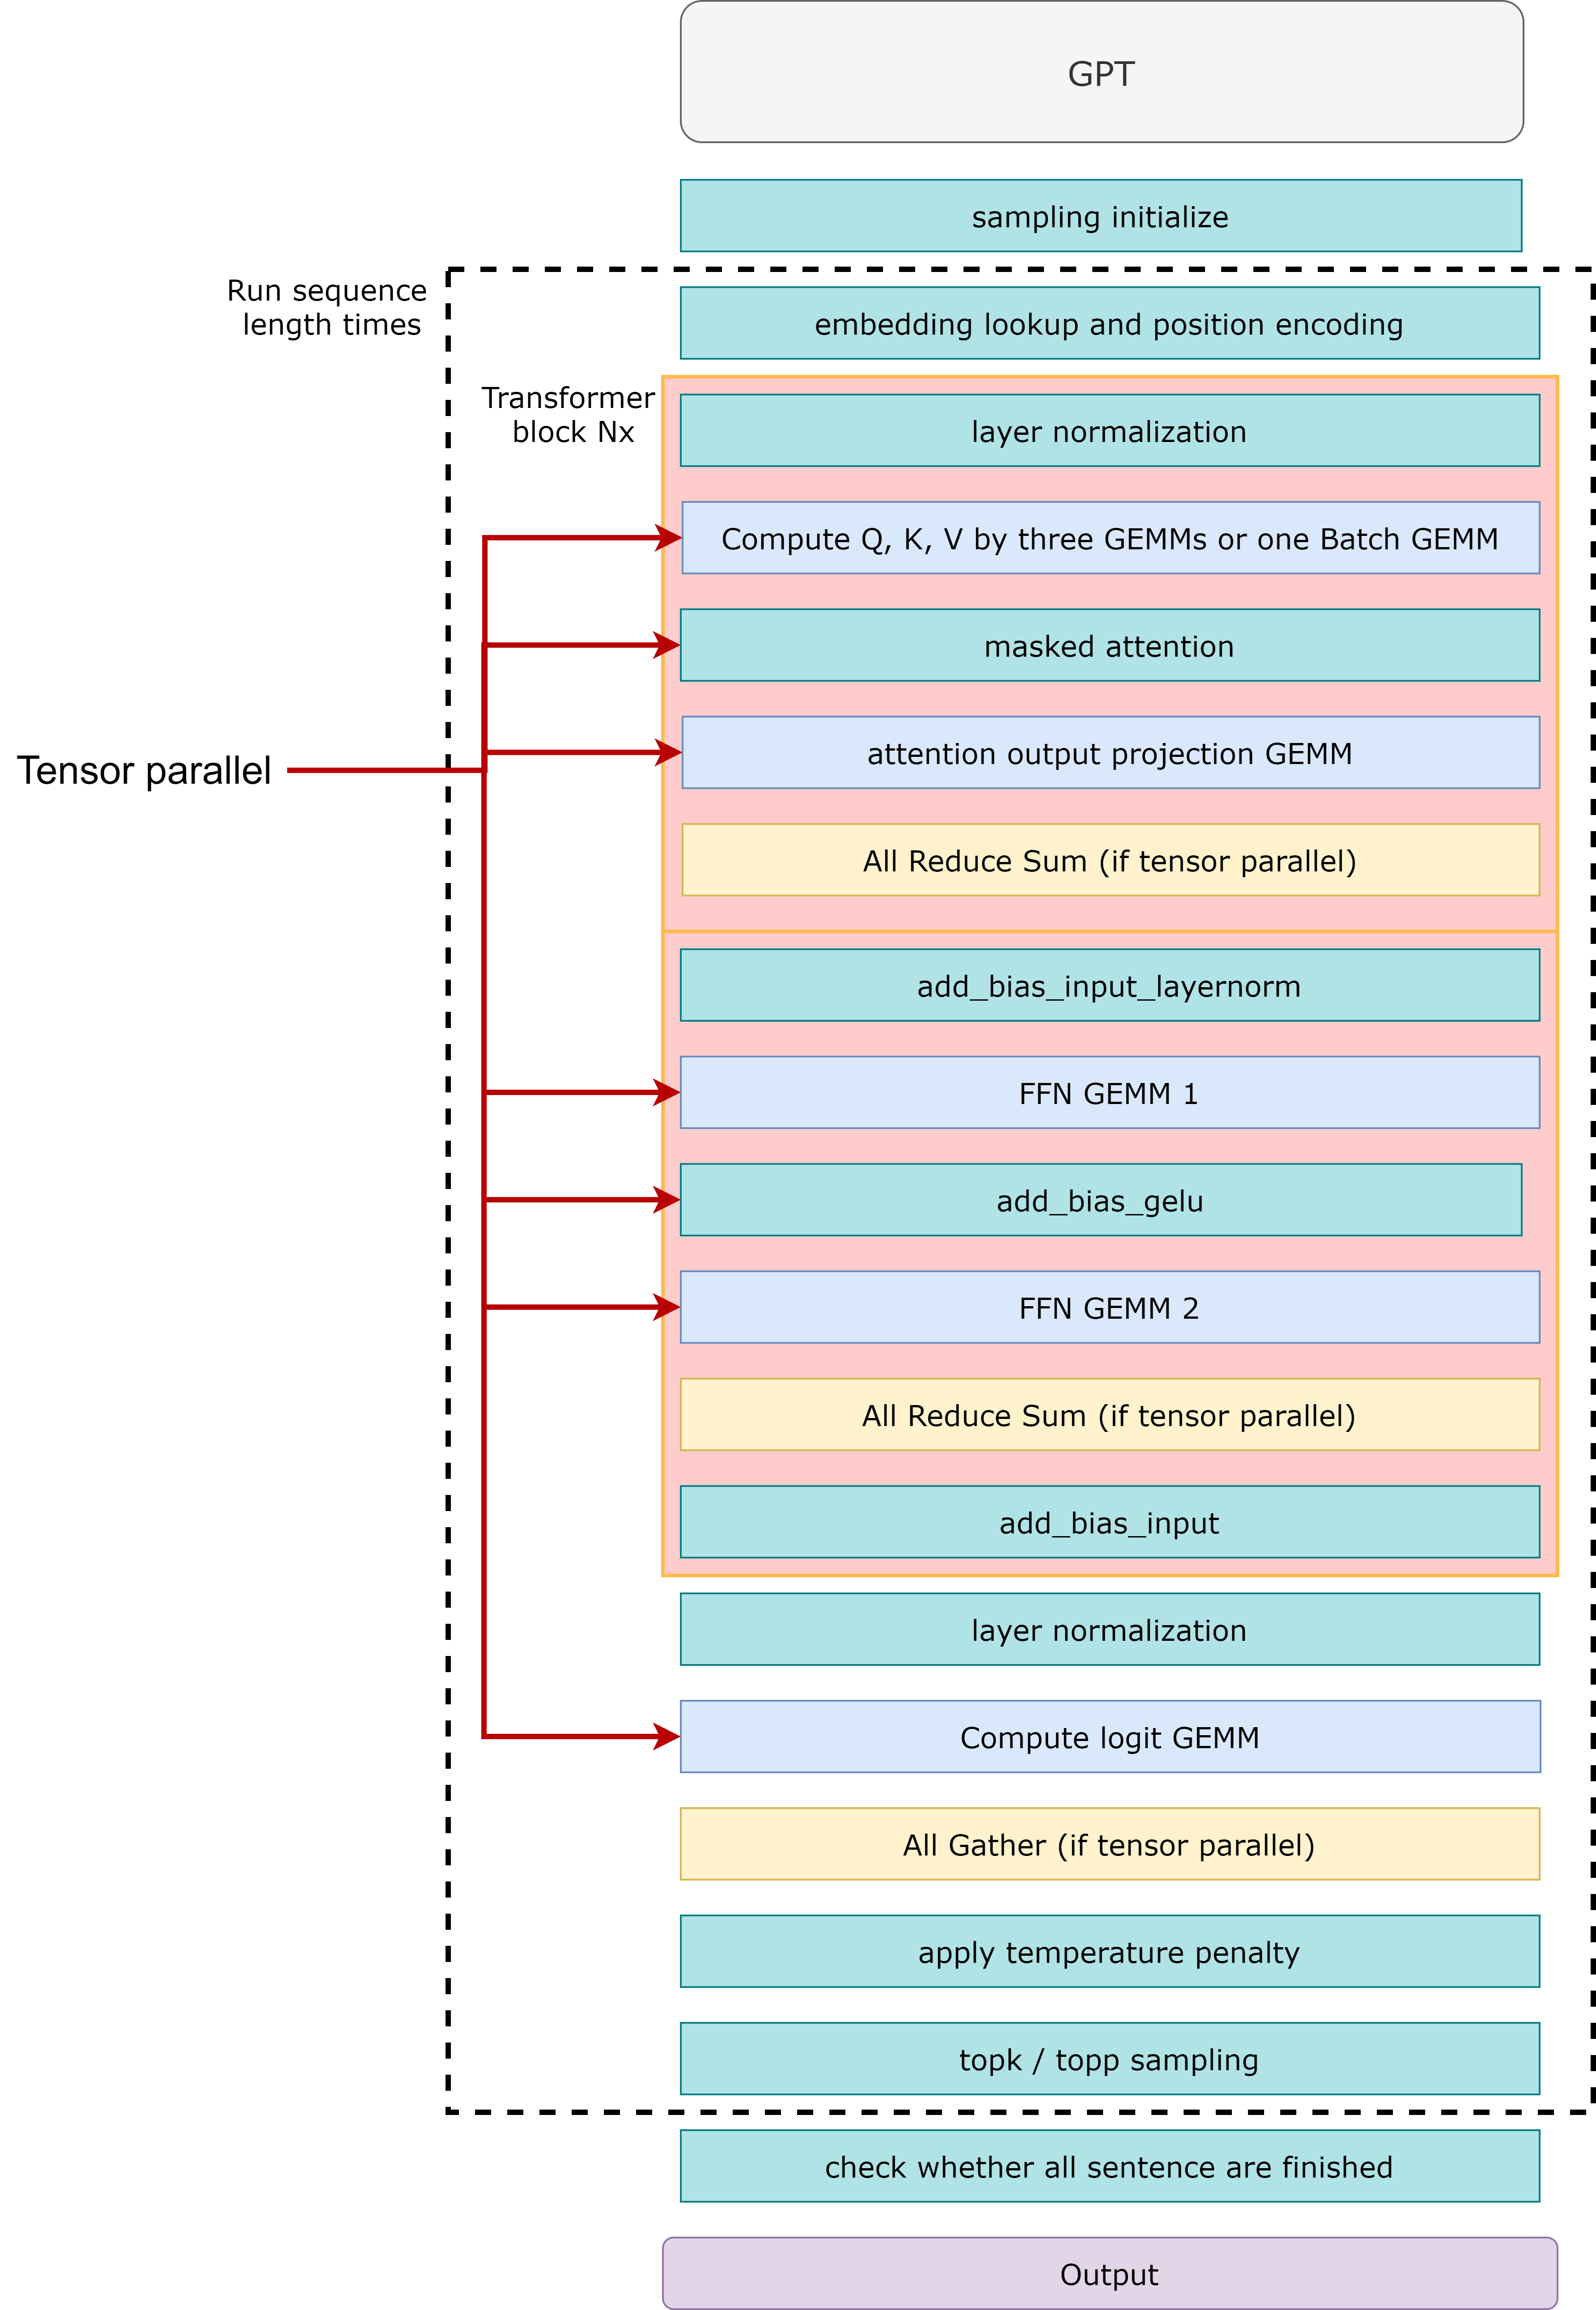 GPT
sampling initialize
Run sequence
length times
embedding lookup and position encoding
Transformer
block Nx
layer normalization
Compute Q, K, V by three GEMMs or one Batch GEMM
masked attention
attention output projection GEMM
Tensor parallel
All Reduce Sum (if tensor parallel)
add_bias_input_layernorm
FFN GEMM 1
add_bias_gelu
FFN GEMM 2
All Reduce Sum (if tensor parallel)
add_bias_input
layer normalization
Compute logit GEMM
All Gather (if tensor parallel)
apply temperature penalty
topk / topp sampling
check whether all sentence are finished
Output